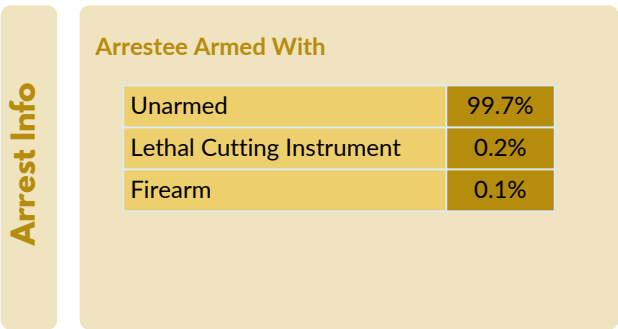 Arrest Info
Arrestee Armed With
Unarmed 99.7%
Lethal Cutting Instrument 0.2%
Firearm 0.1%